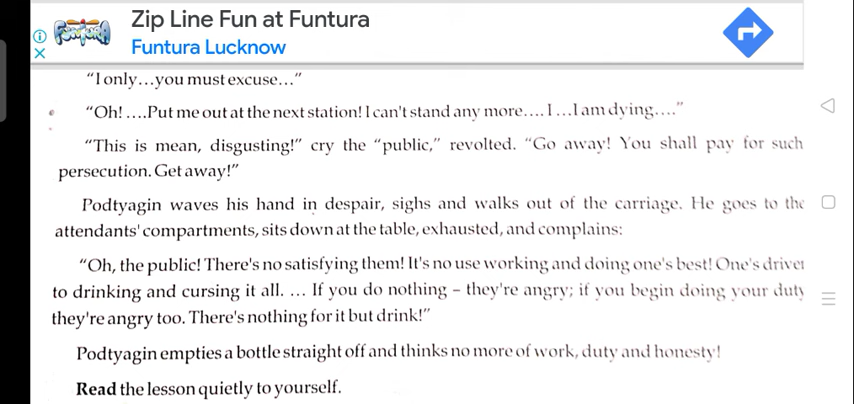 Zip Line Fun at Funtura
FUNTURA
Funtura Lucknow
"I only…you must excuse…"
"Oh! ….Put me out at the next station! I can't stand any more…. I …I am dying…."
"This is mean, disgusting!" cry the "public," revolted. "Go away! You shall pay for such
persecution. Get away!"
Podtyagin waves his hand in despair, sighs and walks out of the carriage. He goes to the
attendants' compartments, sits down at the table, exhausted, and complains:
"Oh, the public! There's no satisfying them! It's no use working and doing one's best! One's driven
to drinking and cursing it all. … If you do nothing – they're angry; if you begin doing your duty
they're angry too. There's nothing for it but drink!"
Podtyagin empties a bottle straight off and thinks no more of work, duty and honesty!
Read the lesson quietly to yourself.